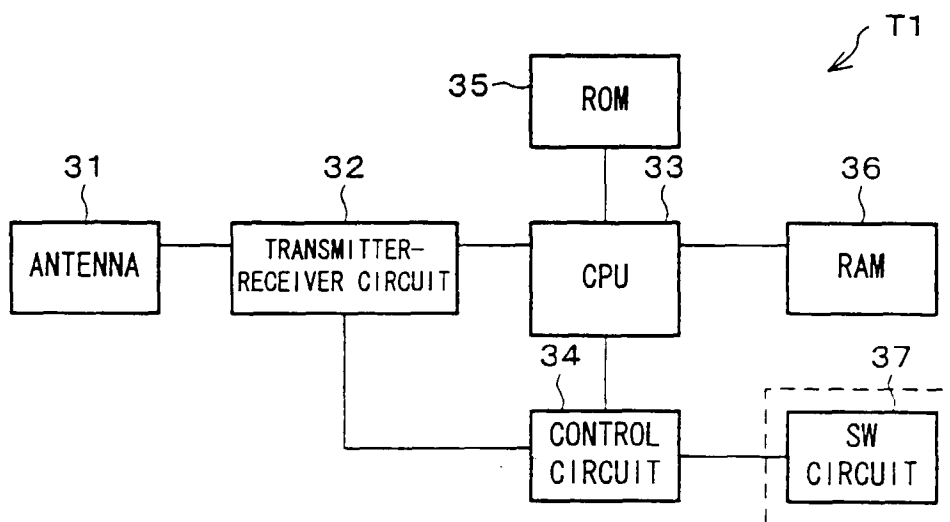 T1
35
ROM
31
32
33
36
ANTENNA
TRANSMITTER-
RECEIVER CIRCUIT
CPU
RAM
34
37
CONTROL
CIRCUIT
SW
CIRCUIT